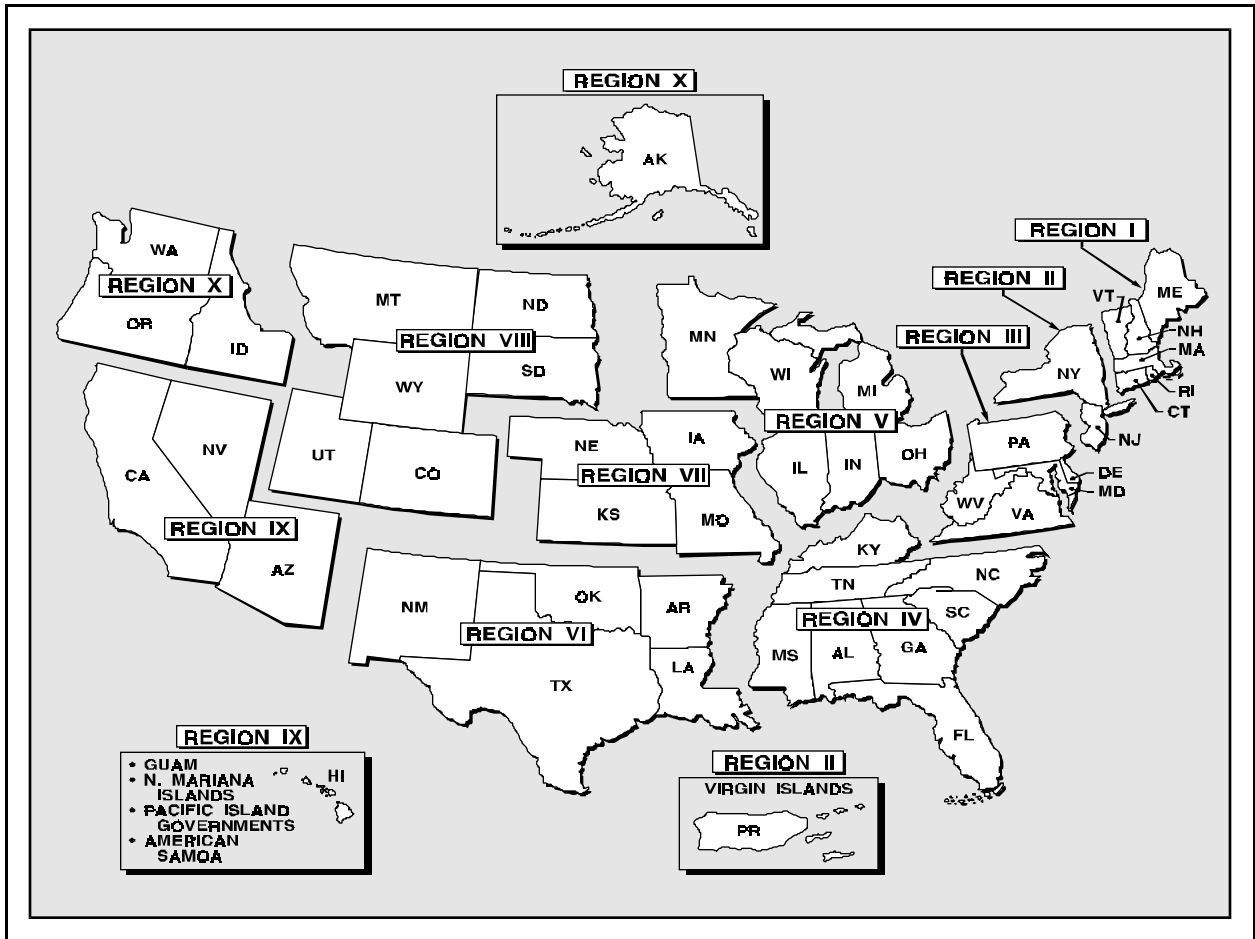 REGION X
AK
REGION I
REGION II
REGION III
WA
REGION X
OR
ID
MT
ND
REGION VIII
WY
SD
MN
WI
MI
REGION V
IL
IN
OH
VT
ME
NH
MA
NY
RI
CT
NJ
PA
DE
MD
WV
VA
NV
CA
UT
CO
REGION IX
AZ
NE
IA
REGION VII
KS
MO
KY
TN
NC
SC
REGION IV
MS
AL
GA
FL
NM
OK
AR
REGION VI
LA
TX
REGION IX
• GUAM
• N. MARIANA
ISLANDS
• PACIFIC ISLAND
GOVERNMENTS
• AMERICAN
SAMOA
HI
REGION II
VIRGIN ISLANDS
PR